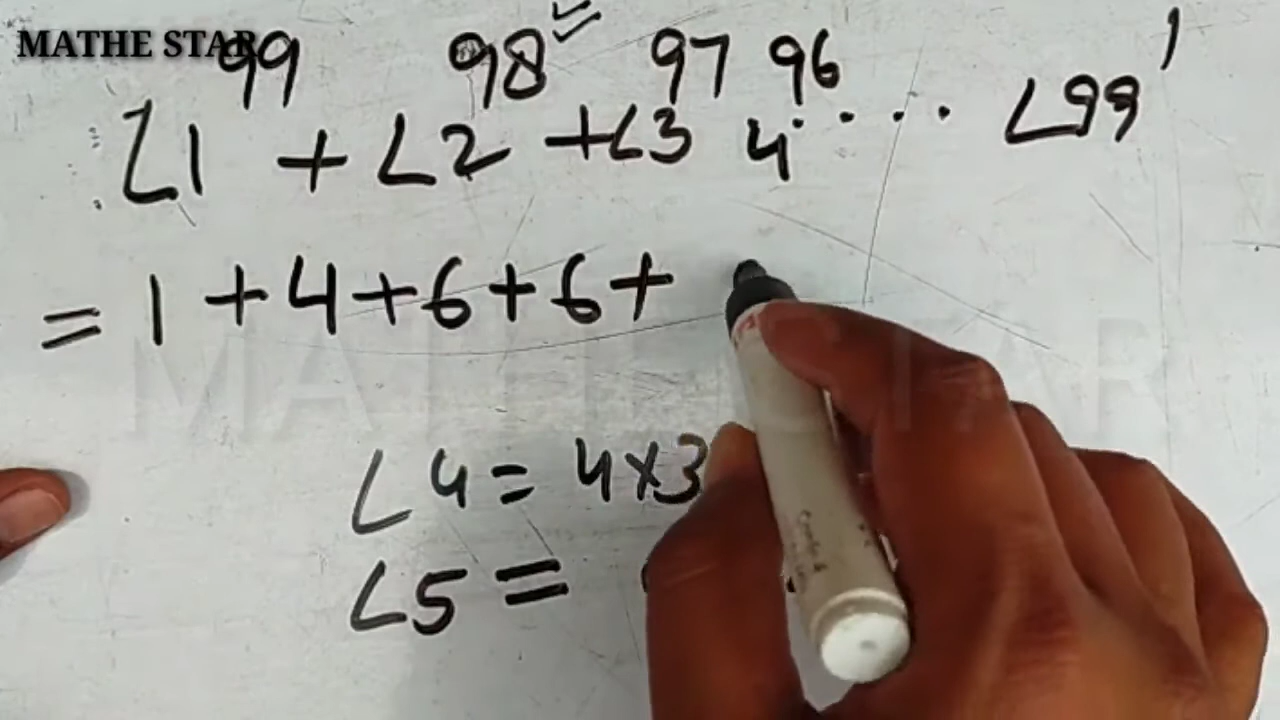 MATHE STAR
99 98 97 96 1
∠1 + ∠2 + ∠3 4 .... ∠99
= 1 + 4 + 6 + 6 +
∠4 = 4×3
∠5 =